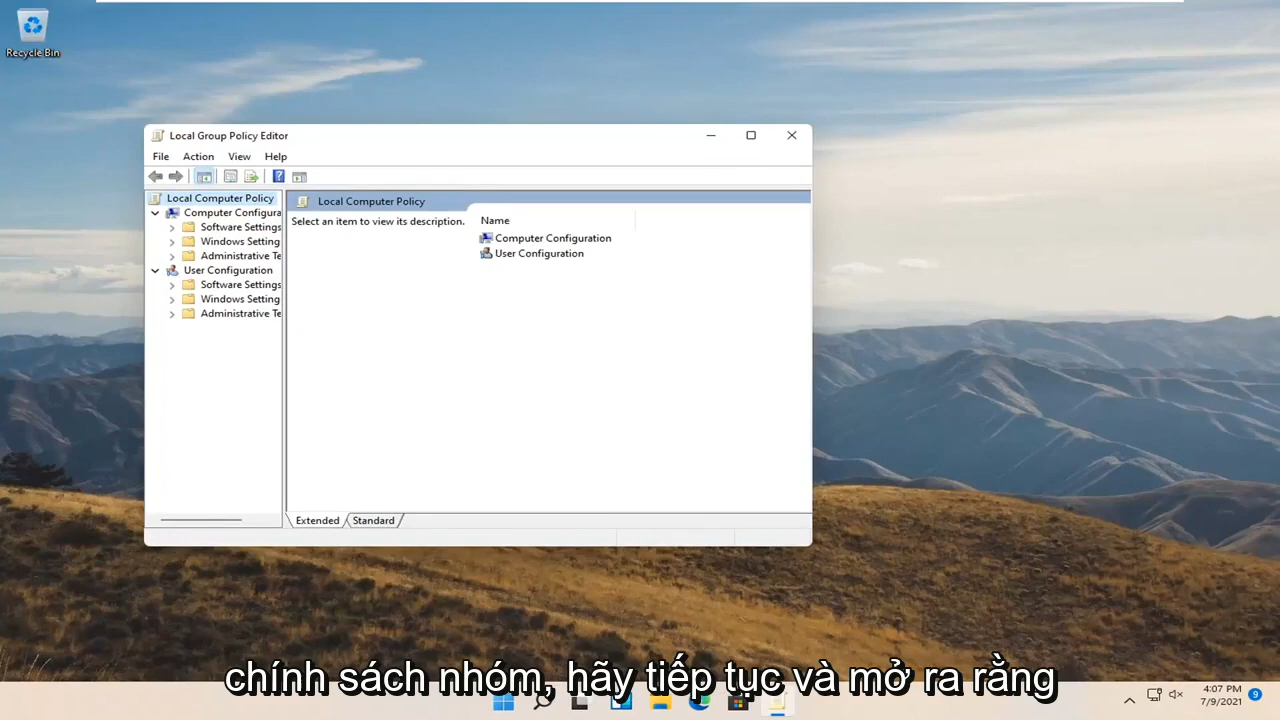 Recycle Bin
Local Group Policy Editor
File Action View Help
Local Computer Policy
Computer Configura
Software Settings
Windows Setting
Administrative Te
User Configuration
Software Settings
Windows Setting
Administrative Te
Local Computer Policy
Select an item to view its description.
Name
Computer Configuration
User Configuration
Extended Standard
chính sách nhóm, hãy tiếp tục và mở ra rằng
4:07 PM
7/9/2021
9